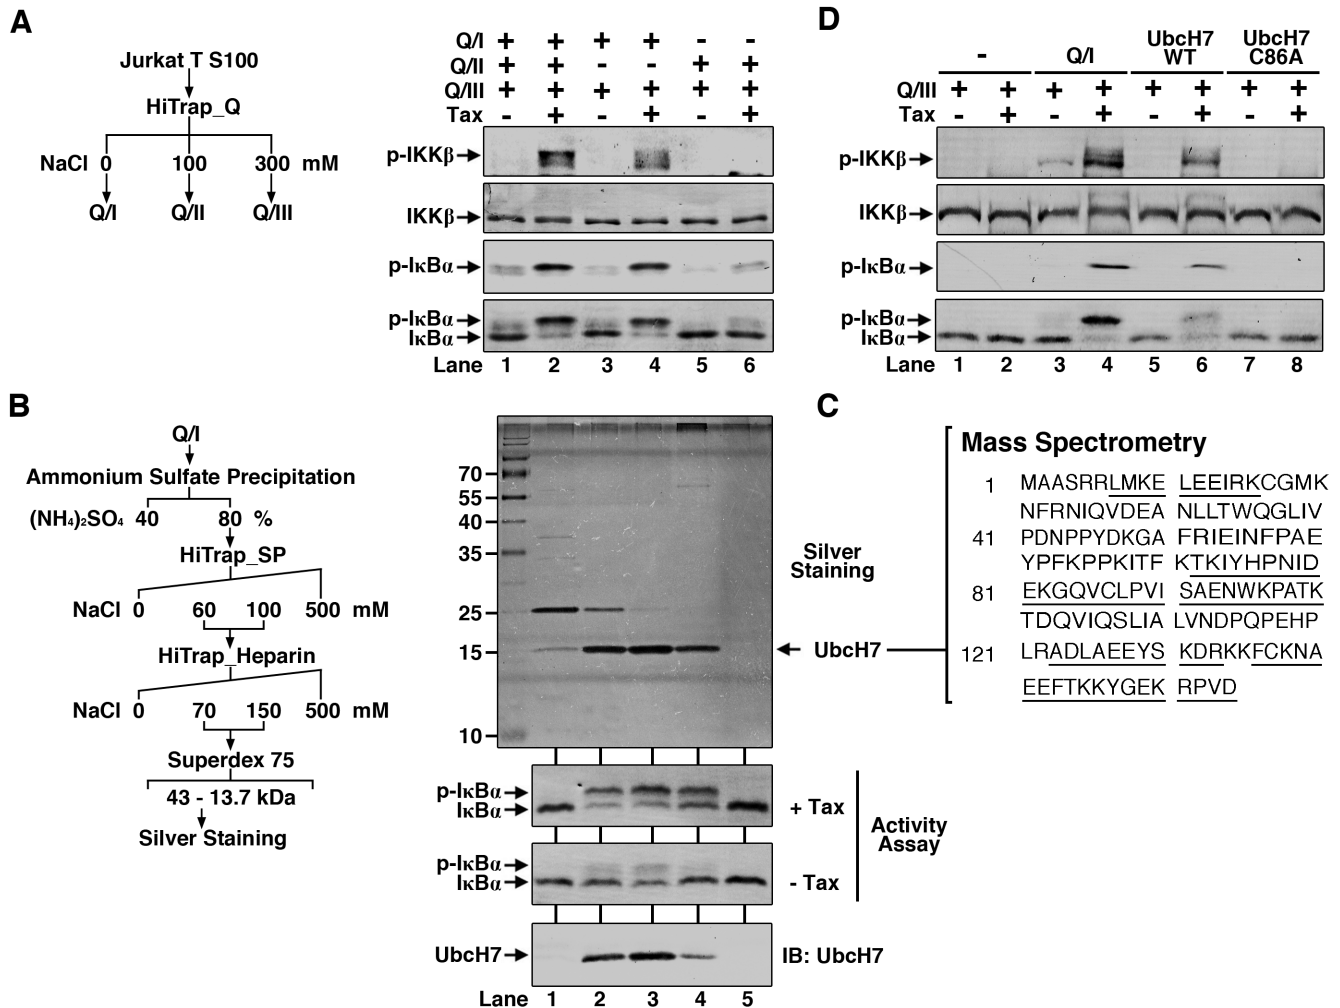 A
Jurkat T S100
HiTrap_Q
NaCl 0 100 300 mM
Q/I Q/II Q/III
Q/I + + + + - -
Q/II + + - - + +
Q/III + + + + + +
Tax - + - + - +
p-IKKβ
IKKβ
p-IκBα
p-IκBα
IκBα
Lane 1 2 3 4 5 6
D
- Q/I UbcH7 WT UbcH7 C86A
Q/III + + + + + + + +
Tax - + - + - + - +
p-IKKβ
IKKβ
p-IκBα
p-IκBα
IκBα
Lane 1 2 3 4 5 6 7 8
B
Q/I
Ammonium Sulfate Precipitation
(NH₄)₂SO₄ 40 80 %
HiTrap_SP
NaCl 0 60 100 500 mM
HiTrap_Heparin
NaCl 0 70 150 500 mM
Superdex 75
43 - 13.7 kDa
Silver Staining
70
55
40
35
25
15
10
Silver
Staining
UbcH7
p-IκBα
IκBα
+ Tax
p-IκBα
IκBα
- Tax
Activity
Assay
UbcH7
IB: UbcH7
Lane 1 2 3 4 5
C
Mass Spectrometry
1 MAASRRLMKE LEEIRKCGMK
NFRNIQVDEA NLLTWQGLIV
41 PDNPPYDKGA FRIEINFPAE
YPFKPPKITF KTKIYHPNID
81 EKGQVCLPVI SAENWKPATK
TDQVIQSLIA LVNDPQPEHP
121 LRADLAEEYS KDRKKFCKNA
EEFTKKYGEK RPVD